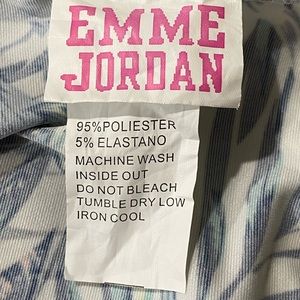 EMME
JORDAN
95%POLIESTER
5% ELASTANO
MACHINE WASH
INSIDE OUT
DO NOT BLEACH
TUMBLE DRY LOW
IRON COOL